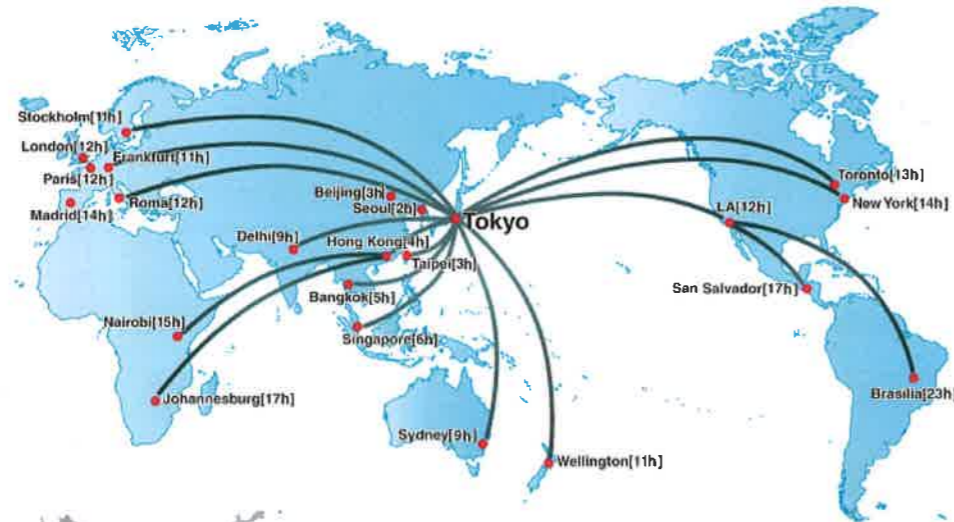 Stockholm[11h]
London[12h]
Frankfurt[11h]
Paris[12h]
Madrid[14h]
Roma[12h]
Beijing[3h]
Seoul[2h]
Tokyo
Delhi[9h]
Hong Kong[4h]
Taipei[3h]
Bangkok[5h]
Singapore[6h]
Nairobi[15h]
Johannesburg[17h]
Sydney[9h]
Wellington[11h]
Toronto[13h]
New York[14h]
LA[12h]
San Salvador[17h]
Brasilia[23h]